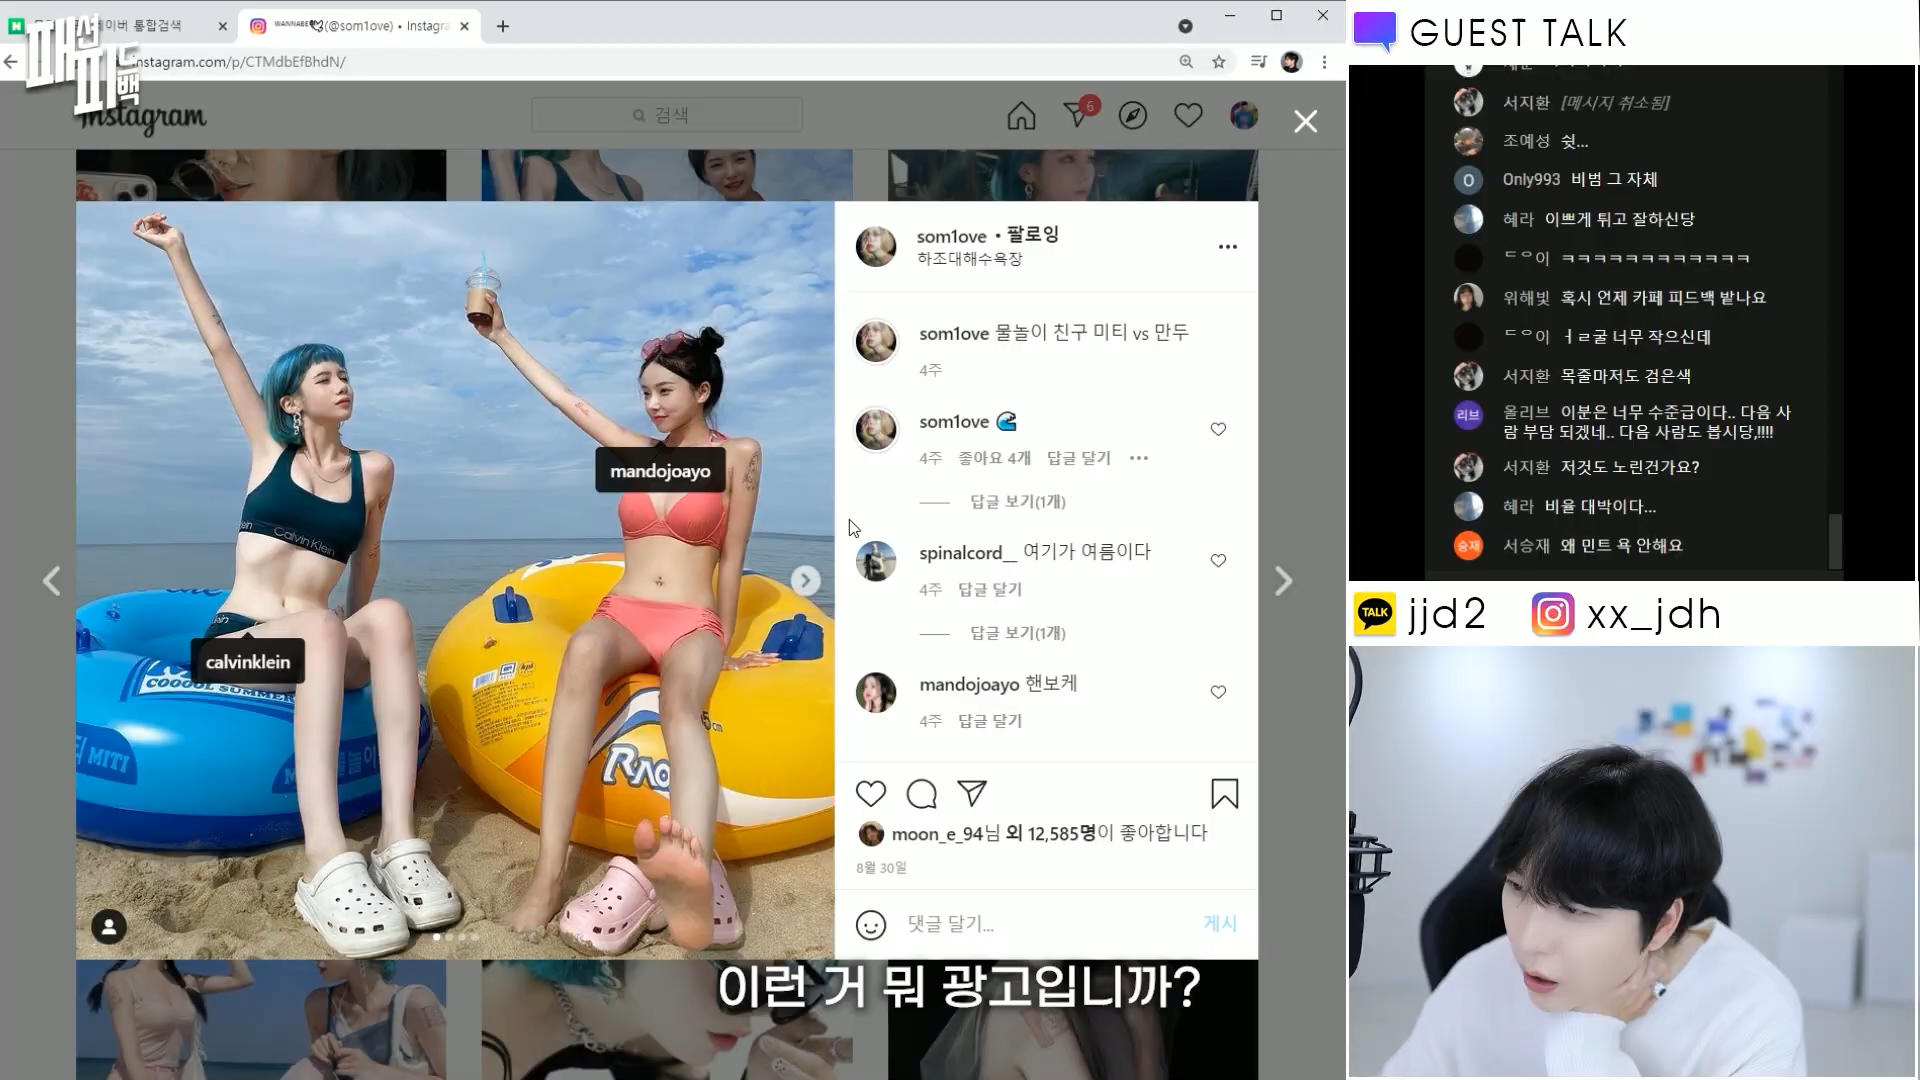 패션
피드백
네이버 통합검색
WANNABE (@som1ove) • Instagra
instagram.com/p/CTMdbEfBhdN/
Instagram
검색
6
mandojoayo
calvinklein
Calvin Klein
COOOOL SUMMER
MITI
som1ove • 팔로잉
하조대해수욕장
som1ove 물놀이 친구 미티 vs 만두
4주
som1ove 🌊
4주 좋아요 4개 답글 달기 •••
답글 보기(1개)
spinalcord__ 여기가 여름이다
4주 답글 달기
답글 보기(1개)
mandojoayo 핸보케
4주 답글 달기
moon_e_94님 외 12,585명이 좋아합니다
8월 30일
댓글 달기...
게시
이런 거 뭐 광고입니까?
GUEST TALK
서지환 [메시지 취소됨]
조예성 쉿...
Only993 비범 그 자체
혜라 이쁘게 튀고 잘하신당
ㄷㅇ이 ㅋㅋㅋㅋㅋㅋㅋㅋㅋㅋㅋㅋ
위해빛 혹시 언제 카페 피드백 받나요
ㄷㅇ이 ㅓㄹ굴 너무 작으신데
서지환 목줄마저도 검은색
올리브 이분은 너무 수준급이다.. 다음 사
람 부담 되겠네.. 다음 사람도 봅시당,!!!!
서지환 저것도 노린건가요?
혜라 비율 대박이다...
서승재 왜 민트 욕 안해요
TALK jjd2
xx_jdh